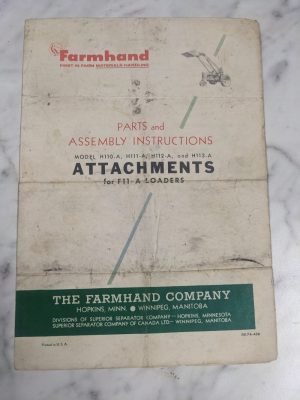 Farmhand
FIRST IN FARM MATERIALS HANDLING
PARTS and
ASSEMBLY INSTRUCTIONS
MODEL H110-A, H111-A, H112-A, and H113-A
ATTACHMENTS
for F11-A LOADERS
THE FARMHAND COMPANY
HOPKINS, MINN. ● WINNIPEG, MANITOBA
DIVISIONS OF SUPERIOR SEPARATOR COMPANY — HOPKINS, MINNESOTA
SUPERIOR SEPARATOR COMPANY OF CANADA LTD — WINNIPEG, MANITOBA
Printed in U.S.A.